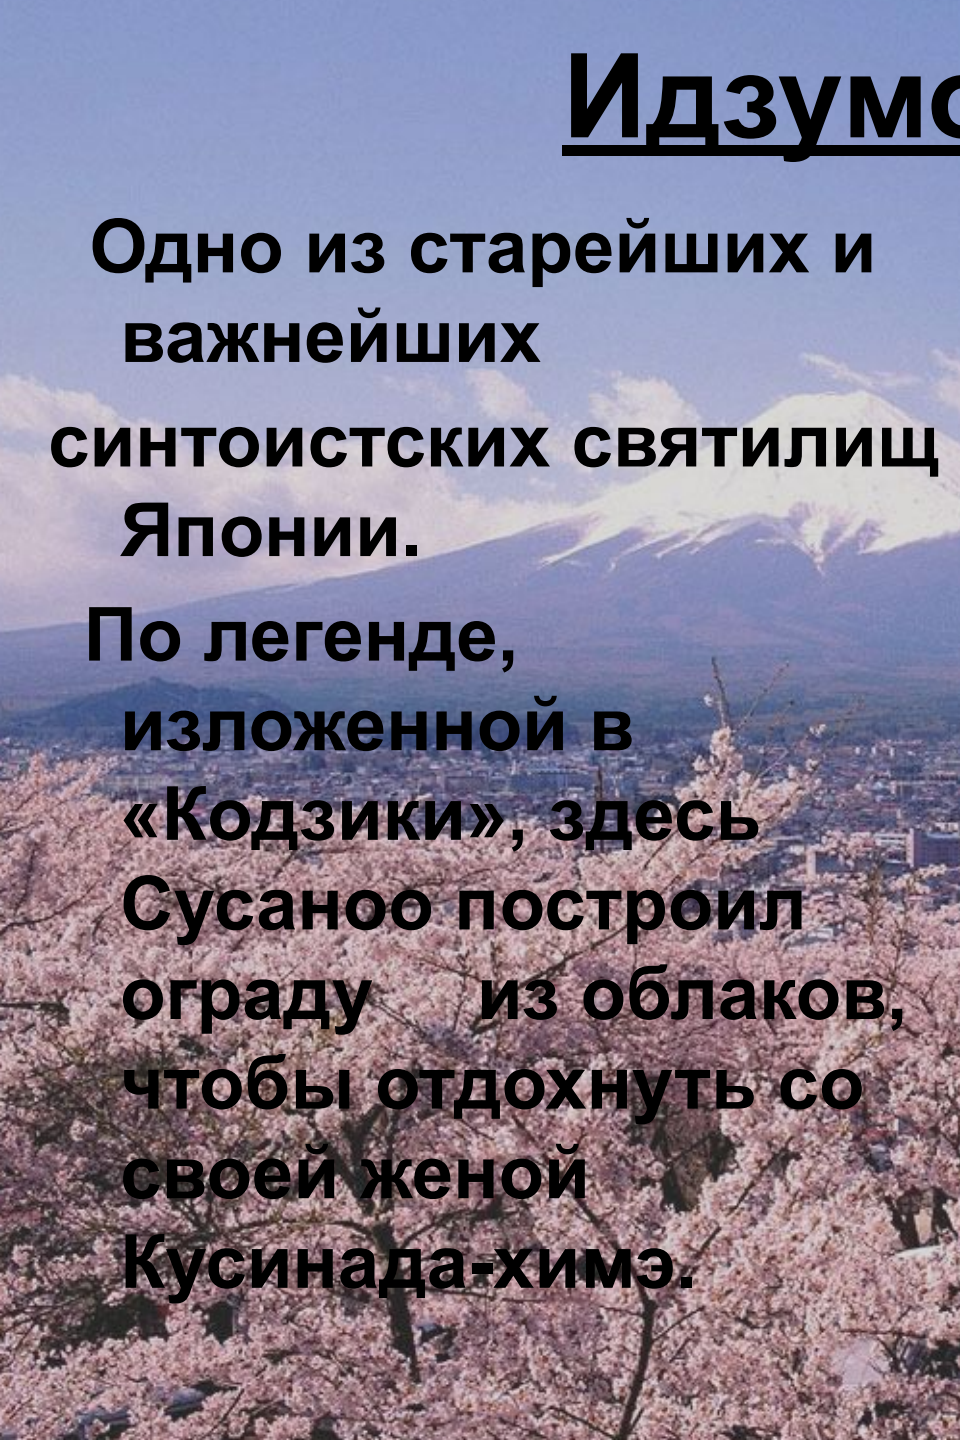 Идзумо
Одно из старейших и
важнейших
синтоистских святилищ
Японии.
По легенде,
изложенной в
«Кодзики», здесь
Сусаноо построил
ограду из облаков,
чтобы отдохнуть со
своей женой
Кусинада-химэ.